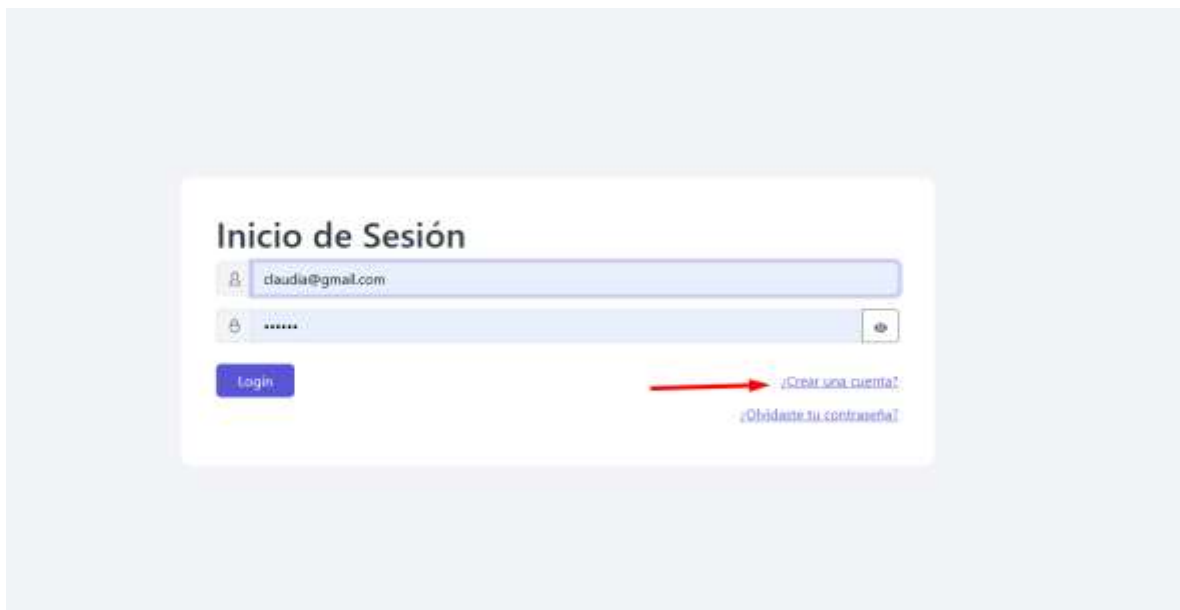 Inicio de Sesión
claudia@gmail.com
••••••
Login
¿Crear una cuenta?
¿Olvidaste tu contraseña?